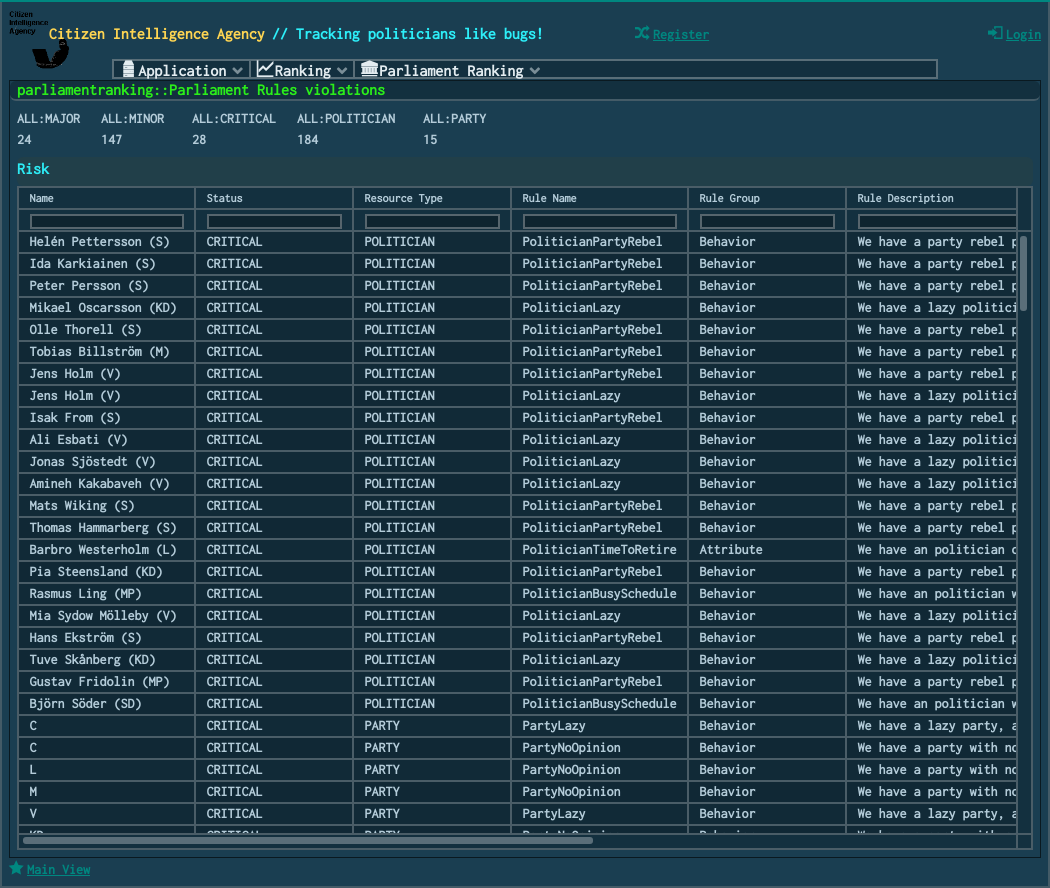 Citizen
Intelligence
Agency
Citizen Intelligence Agency // Tracking politicians like bugs!
Register
Login
Application Ranking Parliament Ranking
parliamentranking::Parliament Rules violations
ALL:MAJOR ALL:MINOR ALL:CRITICAL ALL:POLITICIAN ALL:PARTY
24 147 28 184 15
Risk
Name Status Resource Type Rule Name Rule Group Rule Description
Helén Pettersson (S) CRITICAL POLITICIAN PoliticianPartyRebel Behavior We have a party rebel p
Ida Karkiainen (S) CRITICAL POLITICIAN PoliticianPartyRebel Behavior We have a party rebel p
Peter Persson (S) CRITICAL POLITICIAN PoliticianPartyRebel Behavior We have a party rebel p
Mikael Oscarsson (KD) CRITICAL POLITICIAN PoliticianLazy Behavior We have a lazy politici
Olle Thorell (S) CRITICAL POLITICIAN PoliticianPartyRebel Behavior We have a party rebel p
Tobias Billström (M) CRITICAL POLITICIAN PoliticianPartyRebel Behavior We have a party rebel p
Jens Holm (V) CRITICAL POLITICIAN PoliticianPartyRebel Behavior We have a party rebel p
Jens Holm (V) CRITICAL POLITICIAN PoliticianLazy Behavior We have a lazy politici
Isak From (S) CRITICAL POLITICIAN PoliticianPartyRebel Behavior We have a party rebel p
Ali Esbati (V) CRITICAL POLITICIAN PoliticianLazy Behavior We have a lazy politici
Jonas Sjöstedt (V) CRITICAL POLITICIAN PoliticianLazy Behavior We have a lazy politici
Amineh Kakabaveh (V) CRITICAL POLITICIAN PoliticianLazy Behavior We have a lazy politici
Mats Wiking (S) CRITICAL POLITICIAN PoliticianPartyRebel Behavior We have a party rebel p
Thomas Hammarberg (S) CRITICAL POLITICIAN PoliticianPartyRebel Behavior We have a party rebel p
Barbro Westerholm (L) CRITICAL POLITICIAN PoliticianTimeToRetire Attribute We have an politician o
Pia Steensland (KD) CRITICAL POLITICIAN PoliticianPartyRebel Behavior We have a party rebel p
Rasmus Ling (MP) CRITICAL POLITICIAN PoliticianBusySchedule Behavior We have an politician w
Mia Sydow Mölleby (V) CRITICAL POLITICIAN PoliticianLazy Behavior We have a lazy politici
Hans Ekström (S) CRITICAL POLITICIAN PoliticianPartyRebel Behavior We have a party rebel p
Tuve Skånberg (KD) CRITICAL POLITICIAN PoliticianLazy Behavior We have a lazy politici
Gustav Fridolin (MP) CRITICAL POLITICIAN PoliticianPartyRebel Behavior We have a party rebel p
Björn Söder (SD) CRITICAL POLITICIAN PoliticianBusySchedule Behavior We have an politician w
C CRITICAL PARTY PartyLazy Behavior We have a lazy party, a
C CRITICAL PARTY PartyNoOpinion Behavior We have a party with no
L CRITICAL PARTY PartyNoOpinion Behavior We have a party with no
M CRITICAL PARTY PartyNoOpinion Behavior We have a party with no
V CRITICAL PARTY PartyLazy Behavior We have a lazy party, a
Main View